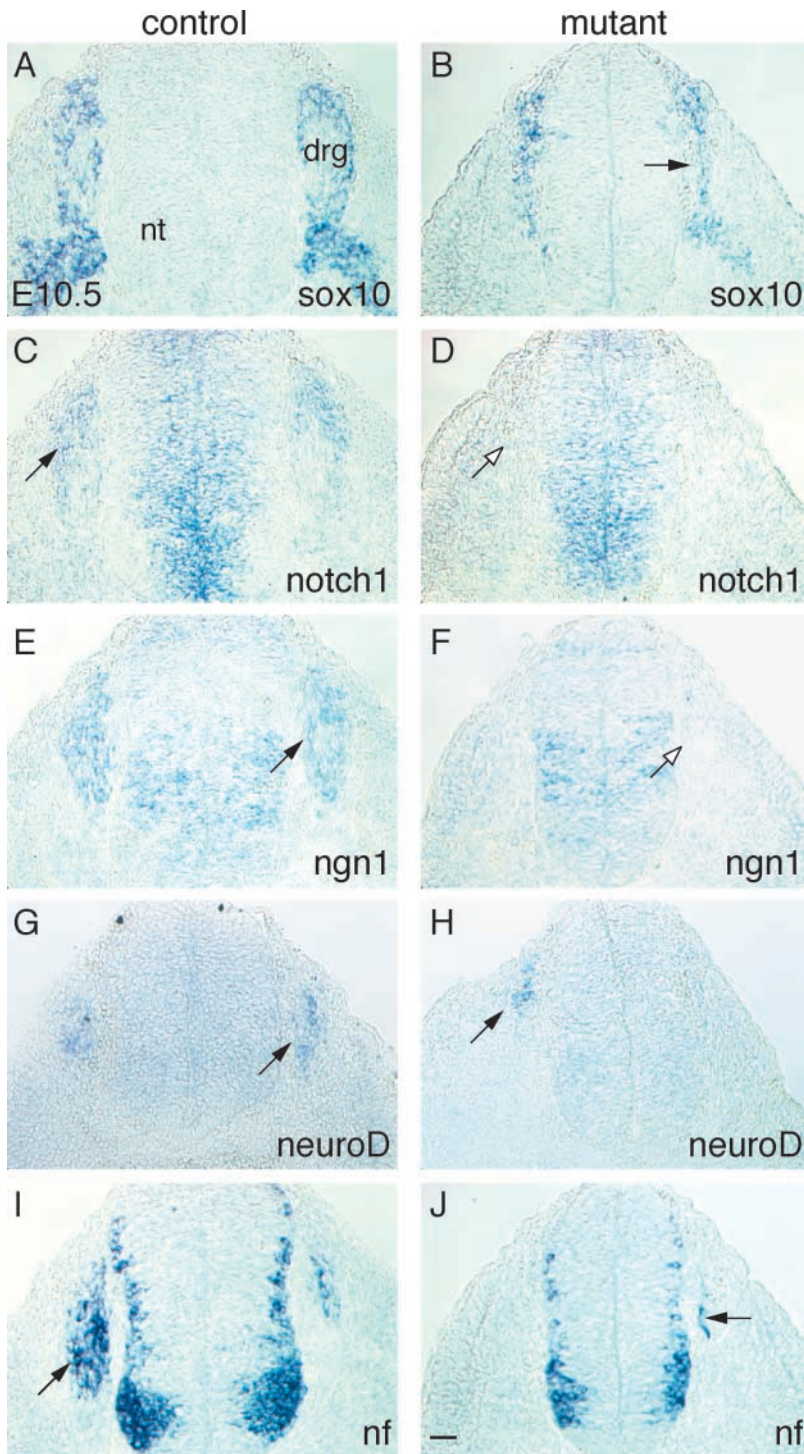 control mutant
A B
drg
nt
E10.5 sox10 sox10
C D
notch1 notch1
E F
ngn1 ngn1
G H
neuroD neuroD
I J
nf nf